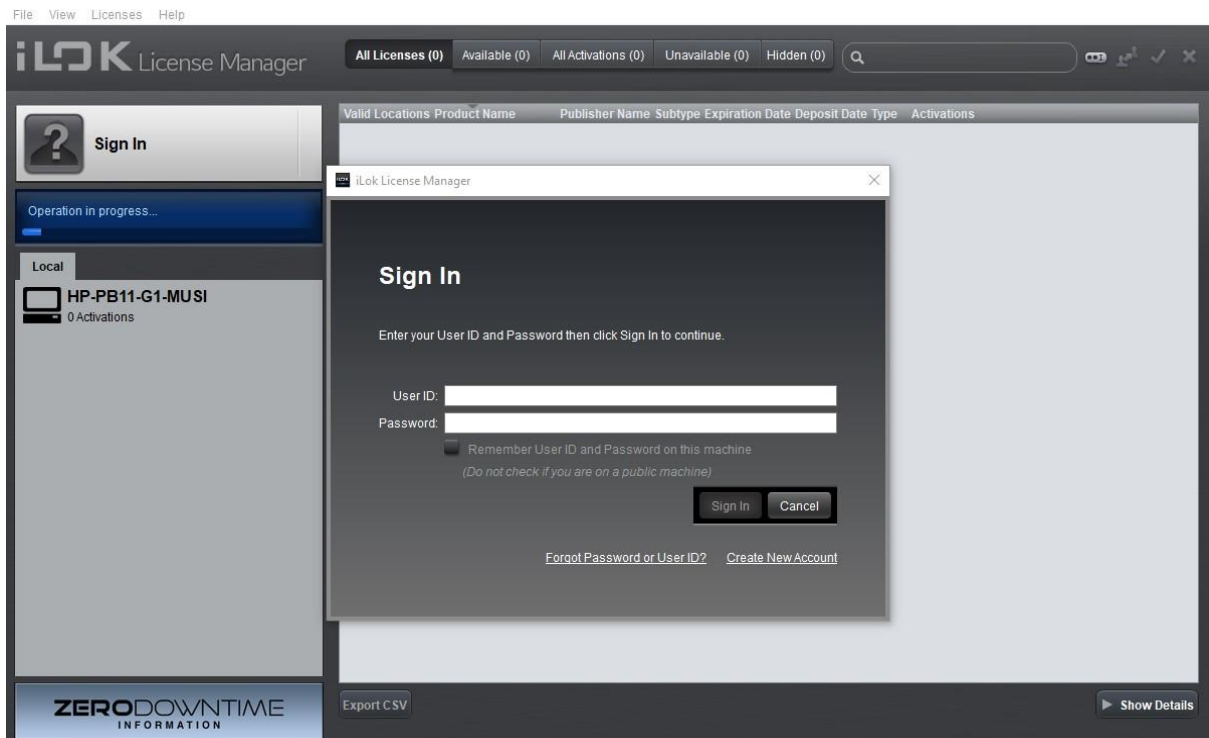 File View Licenses Help
iLOK License Manager
All Licenses (0) Available (0) All Activations (0) Unavailable (0) Hidden (0)
Sign In
Valid Locations Product Name Publisher Name Subtype Expiration Date Deposit Date Type Activations
iLok License Manager
Operation in progress...
Local
HP-PB11-G1-MUSI
0 Activations
Sign In
Enter your User ID and Password then click Sign In to continue.
User ID:
Password:
Remember User ID and Password on this machine
(Do not check if you are on a public machine)
Sign In Cancel
Forgot Password or User ID? Create New Account
ZERODOWNTIME
INFORMATION
Export CSV
Show Details